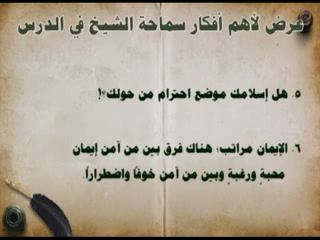 عرض لأهم أفكار سماحة الشيخ في الدرس
٥. هل إسلامك موضع احترام من حولك؟!
٦. الإيمان مراتب، هناك فرق بين من آمن إيمان
محبةٍ ورغبةٍ وبين من آمن خوفاً واضطراراً.